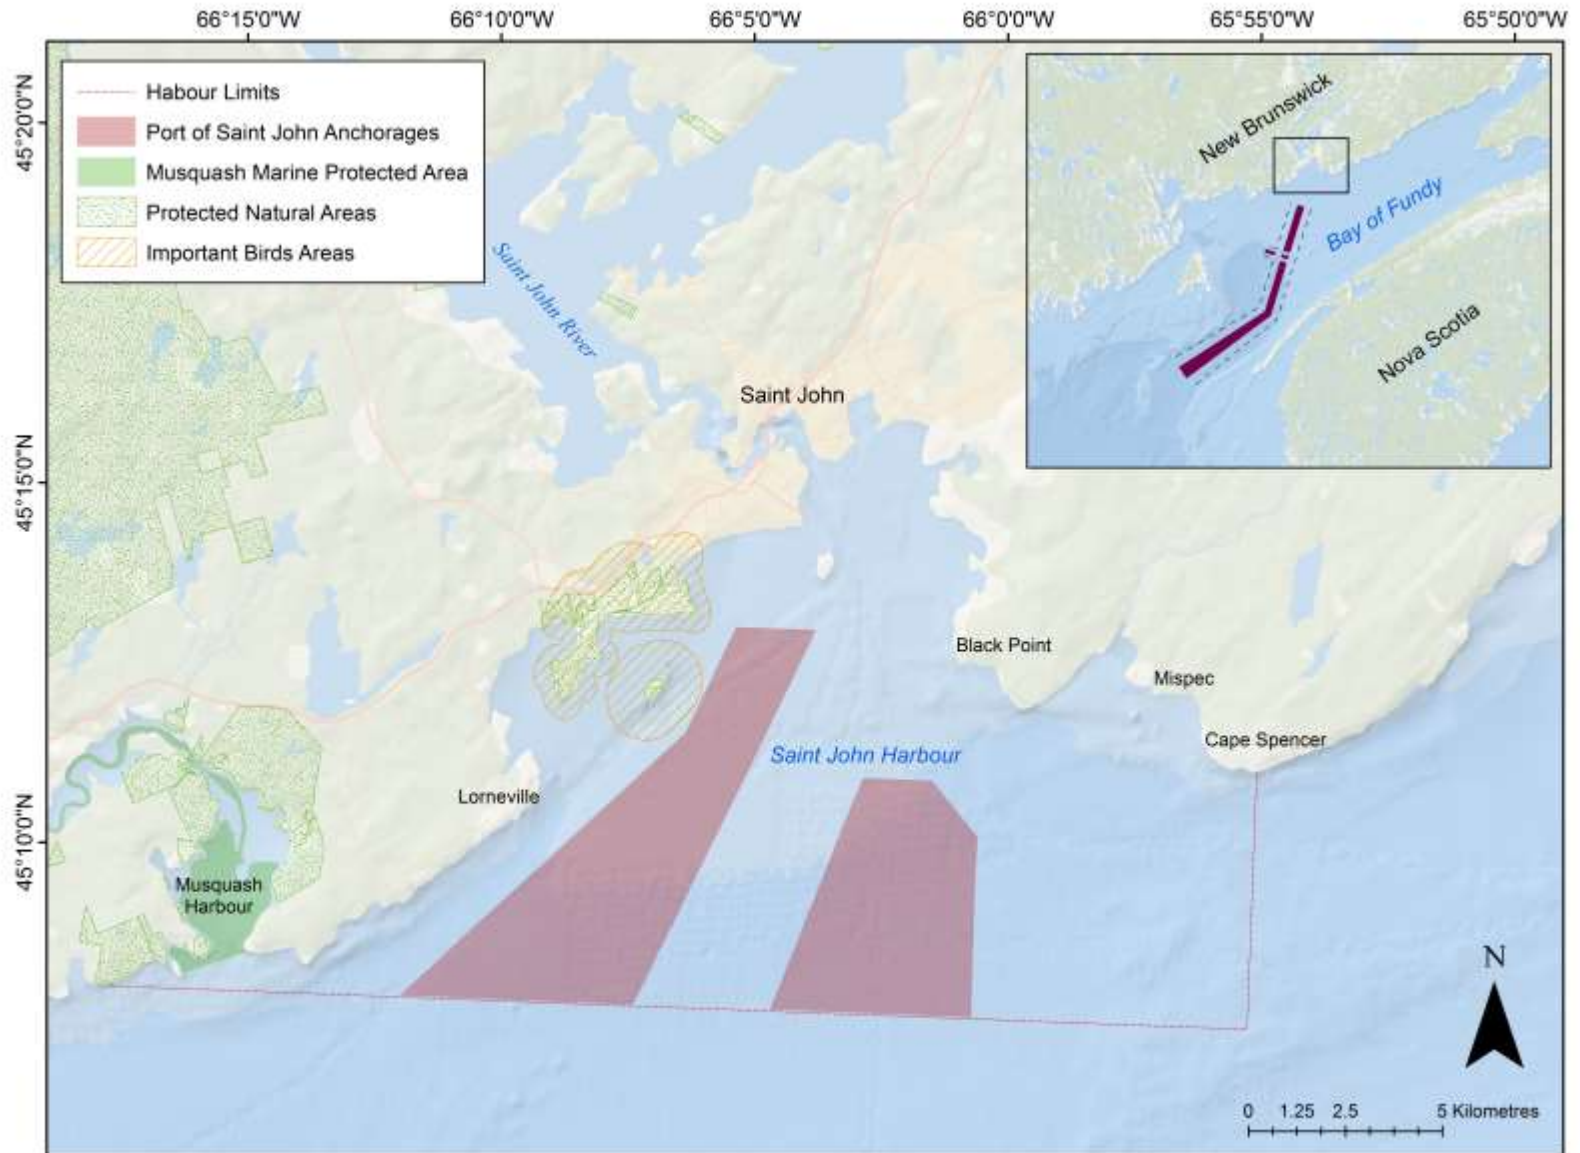 66°15'0"W 66°10'0"W 66°5'0"W 66°0'0"W 65°55'0"W 65°50'0"W
45°20'0"N
45°15'0"N
45°10'0"N
Habour Limits
Port of Saint John Anchorages
Musquash Marine Protected Area
Protected Natural Areas
Important Birds Areas
New Brunswick
Bay of Fundy
Nova Scotia
Saint John River
Saint John
Black Point
Mispec
Cape Spencer
Saint John Harbour
Lorneville
Musquash
Harbour
N
0 1.25 2.5 5 Kilometres